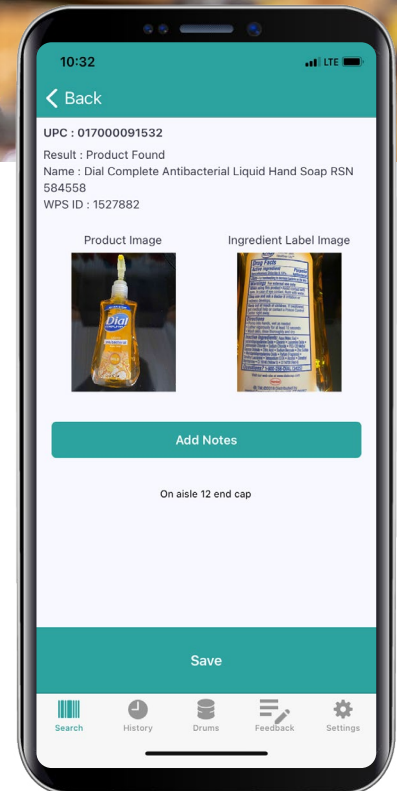 10:32
LTE
Back
UPC : 017000091532
Result : Product Found
Name : Dial Complete Antibacterial Liquid Hand Soap RSN
584558
WPS ID : 1527882
Product Image Ingredient Label Image
Dial
Drug Facts
Add Notes
On aisle 12 end cap
Save
Search History Drums Feedback Settings